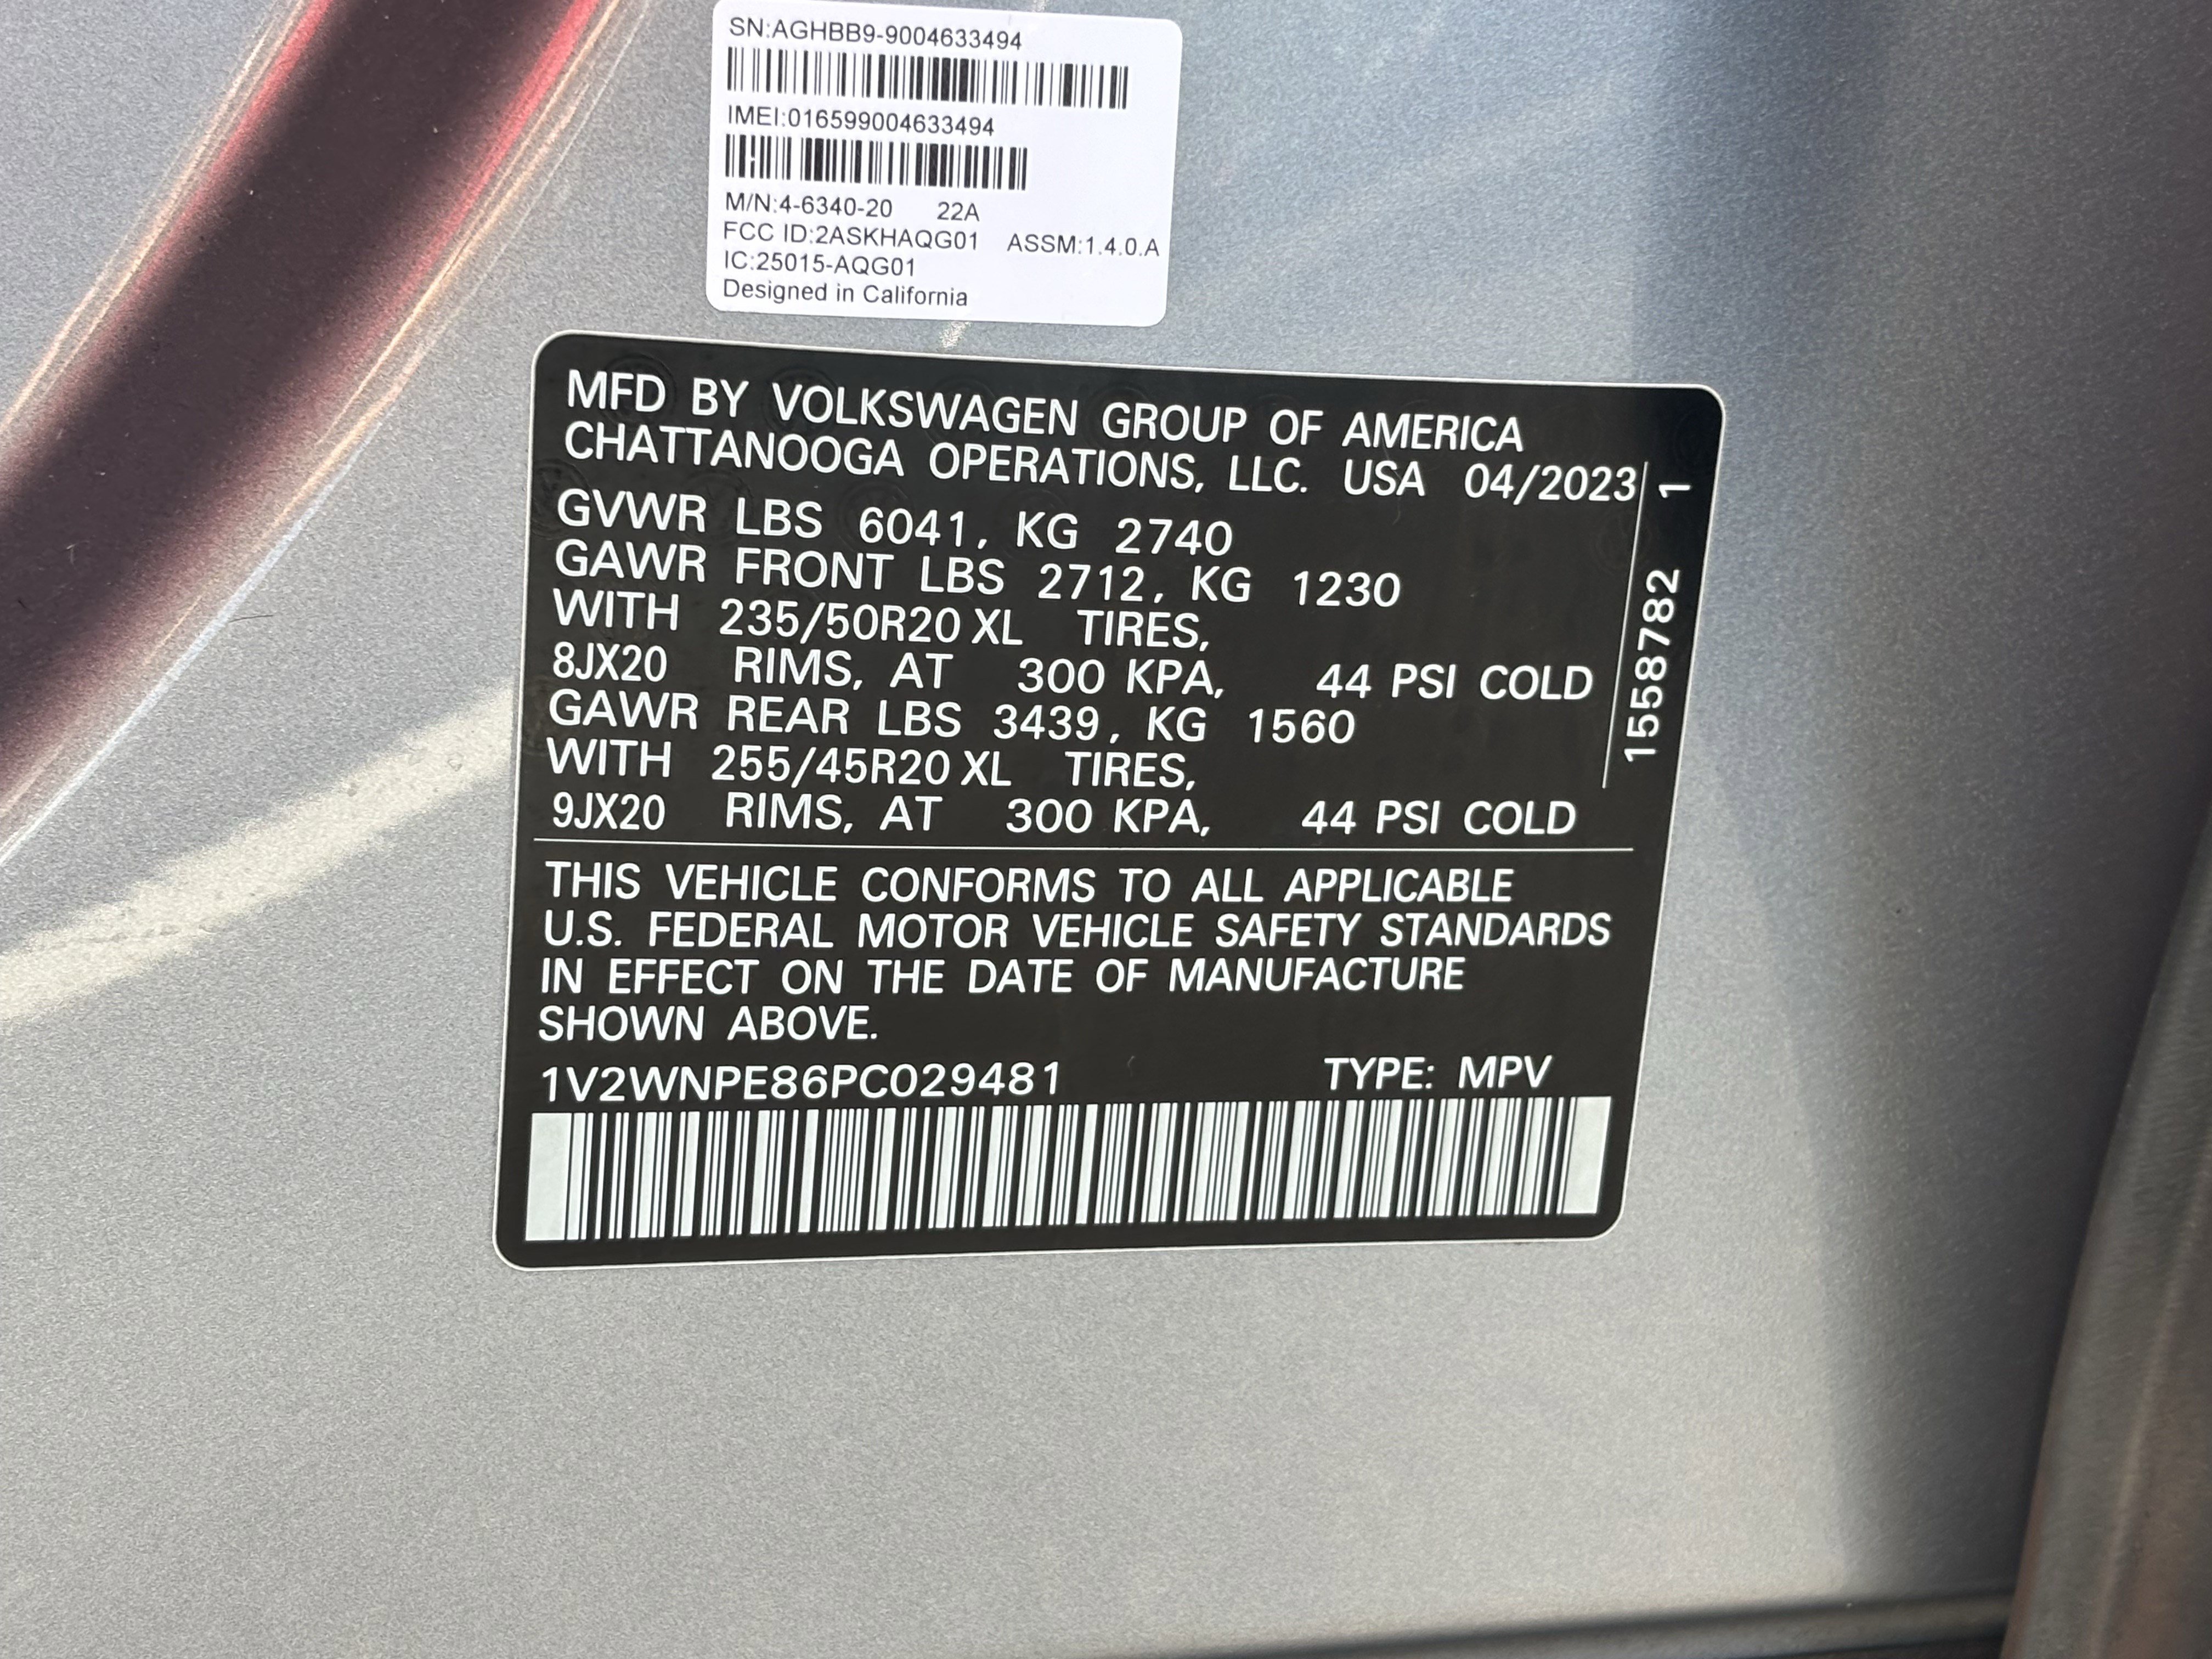 SN:AGHBB9-9004633494
IMEI:016599004633494
M/N:4-6340-20 22A
FCC ID:2ASKHAQG01 ASSM:1.4.0.A
IC:25015-AQG01
Designed in California
MFD BY VOLKSWAGEN GROUP OF AMERICA
CHATTANOOGA OPERATIONS, LLC. USA 04/2023
GVWR LBS 6041, KG 2740
GAWR FRONT LBS 2712, KG 1230
WITH 235/50R20 XL TIRES,
8JX20 RIMS, AT 300 KPA, 44 PSI COLD
GAWR REAR LBS 3439, KG 1560
WITH 255/45R20 XL TIRES,
9JX20 RIMS, AT 300 KPA, 44 PSI COLD
1558782 1
THIS VEHICLE CONFORMS TO ALL APPLICABLE
U.S. FEDERAL MOTOR VEHICLE SAFETY STANDARDS
IN EFFECT ON THE DATE OF MANUFACTURE
SHOWN ABOVE.
1V2WNPE86PC029481 TYPE: MPV